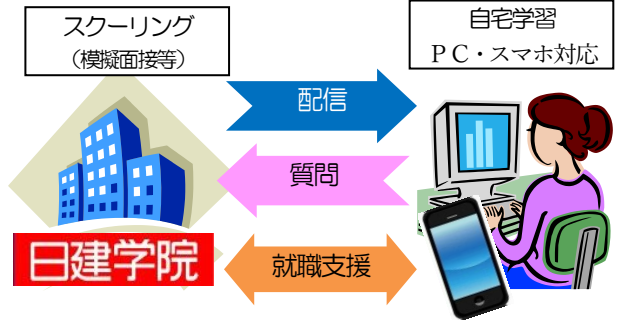 スクーリング
（模擬面接等）
自宅学習
ＰＣ・スマホ対応
配信
質問
就職支援
日建学院